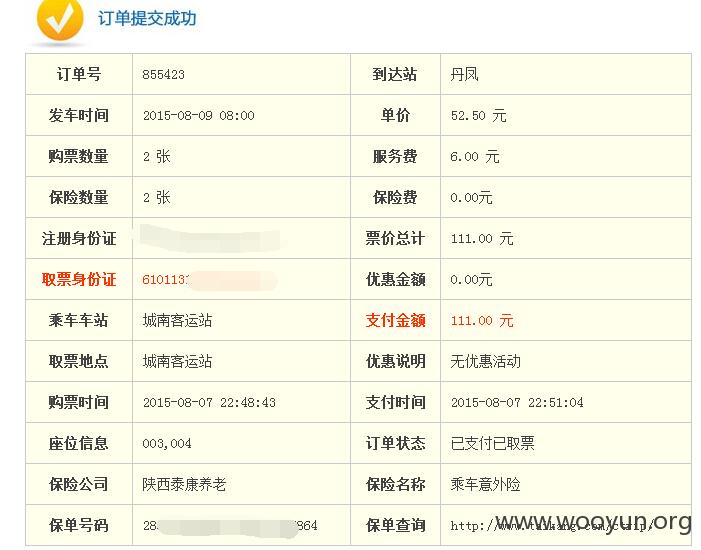 订单提交成功
订单号 855423 到达站 丹凤
发车时间 2015-08-09 08:00 单价 52.50 元
购票数量 2 张 服务费 6.00 元
保险数量 2 张 保险费 0.00元
注册身份证 票价总计 111.00 元
取票身份证 610113 优惠金额 0.00元
乘车车站 城南客运站 支付金额 111.00 元
取票地点 城南客运站 优惠说明 无优惠活动
购票时间 2015-08-07 22:48:43 支付时间 2015-08-07 22:51:04
座位信息 003,004 订单状态 已支付已取票
保险公司 陕西泰康养老 保险名称 乘车意外险
保单号码 28 864 保单查询 http://
www.wooyun.org